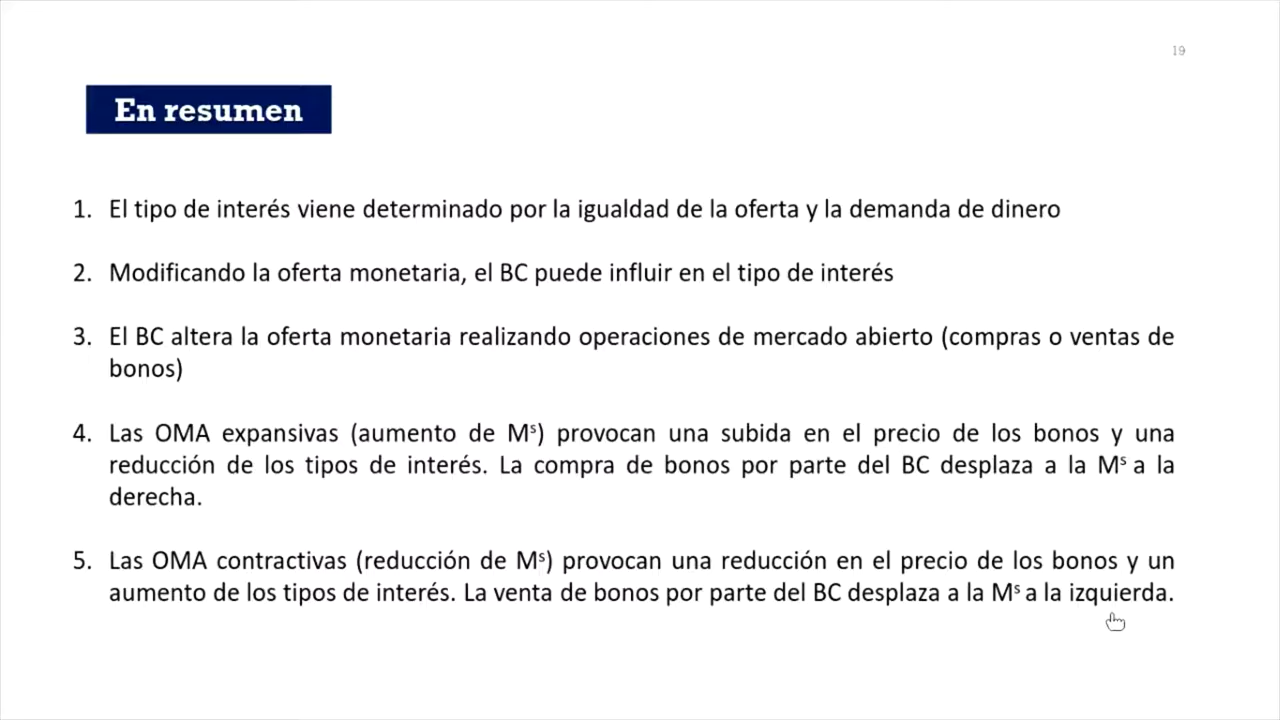 19
En resumen
1. El tipo de interés viene determinado por la igualdad de la oferta y la demanda de dinero
2. Modificando la oferta monetaria, el BC puede influir en el tipo de interés
3. El BC altera la oferta monetaria realizando operaciones de mercado abierto (compras o ventas de
bonos)
4. Las OMA expansivas (aumento de Mˢ) provocan una subida en el precio de los bonos y una
reducción de los tipos de interés. La compra de bonos por parte del BC desplaza a la Mˢ a la
derecha.
5. Las OMA contractivas (reducción de Mˢ) provocan una reducción en el precio de los bonos y un
aumento de los tipos de interés. La venta de bonos por parte del BC desplaza a la Mˢ a la izquierda.